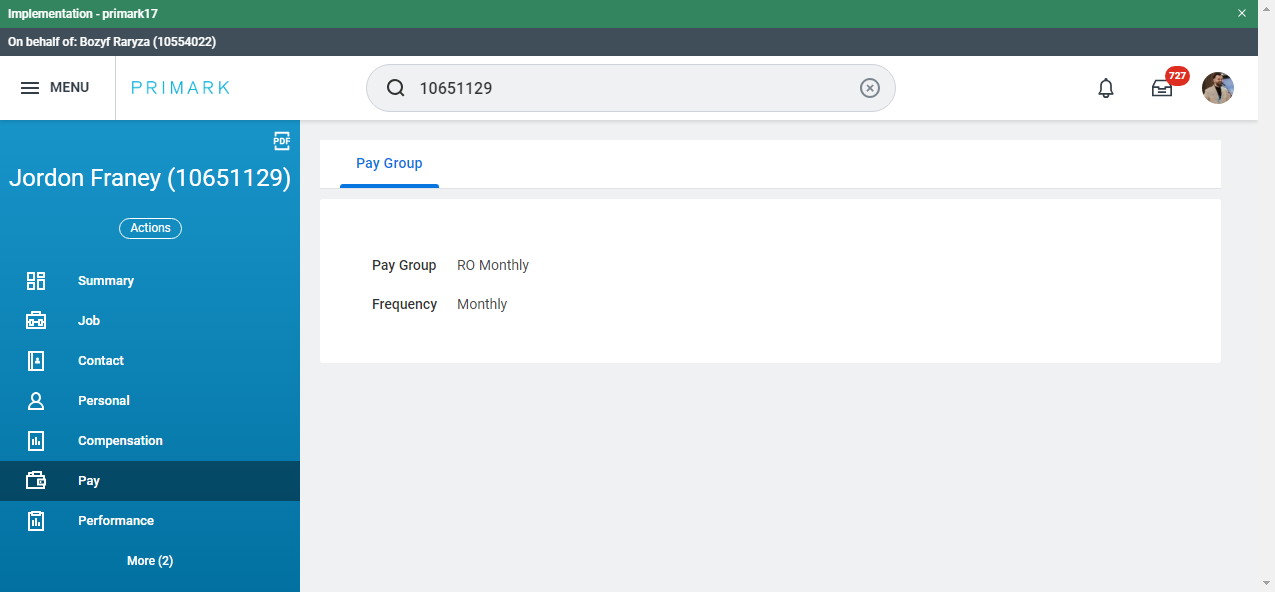 Implementation - primark17
On behalf of: Bozyf Raryza (10554022)
MENU
PRIMARK
10651129
727
PDF
Jordon Franey (10651129)
Actions
Summary
Job
Contact
Personal
Compensation
Pay
Performance
More (2)
Pay Group
Pay Group RO Monthly
Frequency Monthly